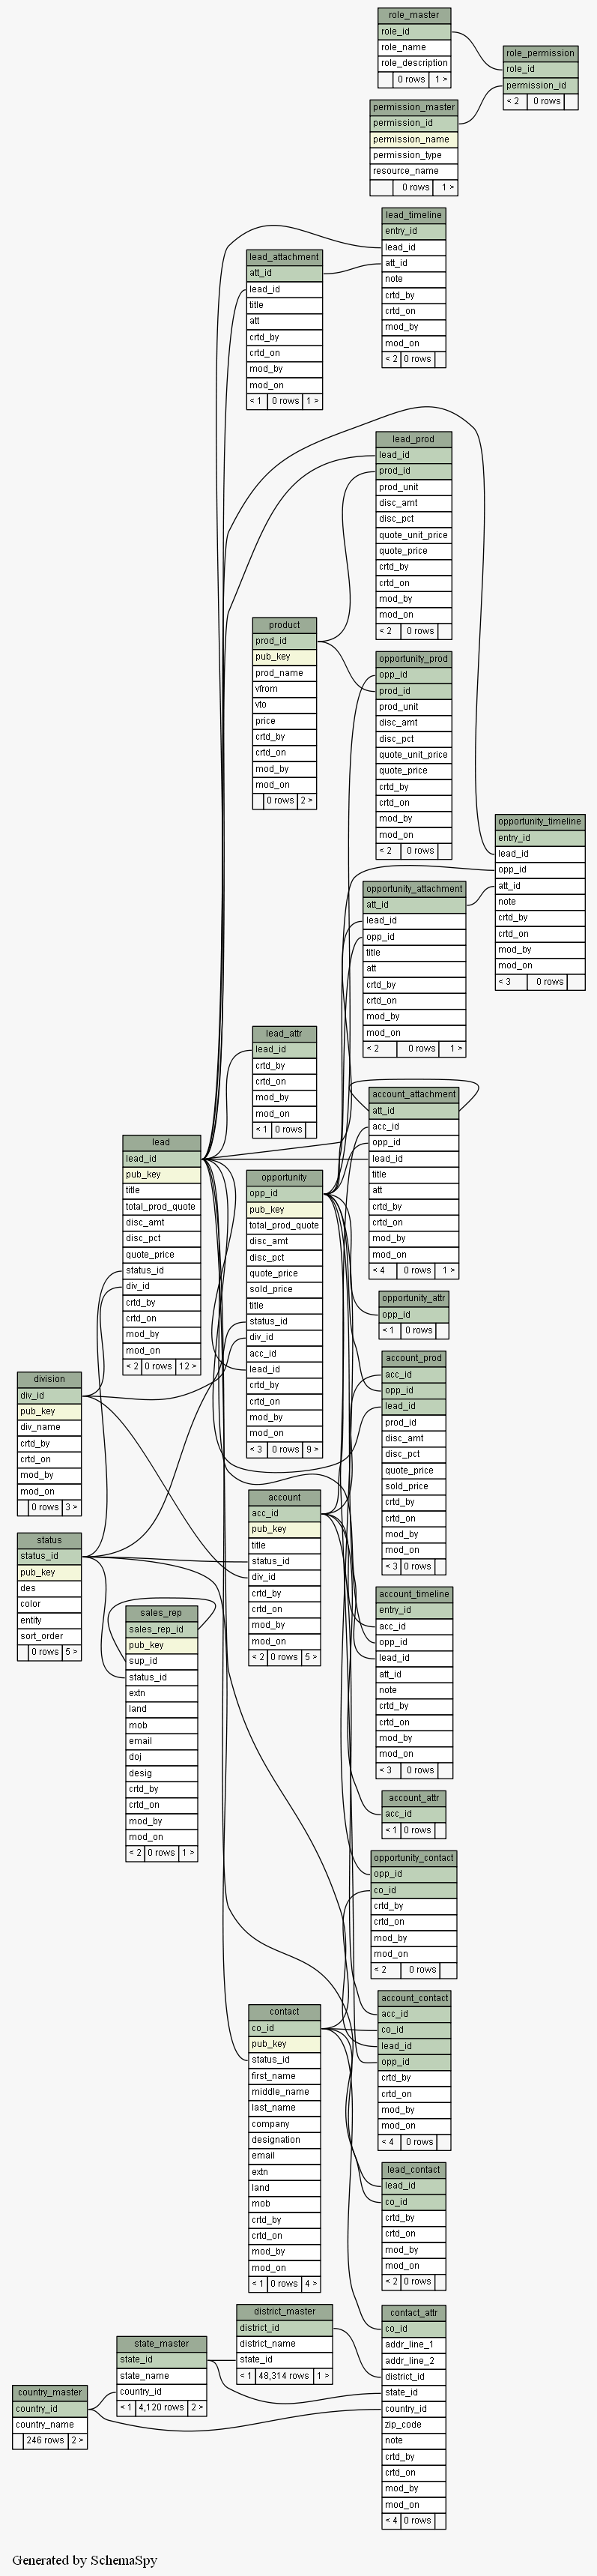 role_master
role_id
role_name
role_description
0 rows 1 >
role_permission
role_id
permission_id
< 2 0 rows
permission_master
permission_id
permission_name
permission_type
resource_name
0 rows 1 >
lead_timeline
entry_id
lead_id
att_id
note
crtd_by
crtd_on
mod_by
mod_on
< 2 0 rows
lead_attachment
att_id
lead_id
title
att
crtd_by
crtd_on
mod_by
mod_on
< 1 0 rows 1 >
lead_prod
lead_id
prod_id
prod_unit
disc_amt
disc_pct
quote_unit_price
quote_price
crtd_by
crtd_on
mod_by
mod_on
< 2 0 rows
product
prod_id
pub_key
prod_name
vfrom
vto
price
crtd_by
crtd_on
mod_by
mod_on
0 rows 2 >
opportunity_prod
opp_id
prod_id
prod_unit
disc_amt
disc_pct
quote_unit_price
quote_price
crtd_by
crtd_on
mod_by
mod_on
< 2 0 rows
opportunity_timeline
entry_id
lead_id
opp_id
att_id
note
crtd_by
crtd_on
mod_by
mod_on
< 3 0 rows
opportunity_attachment
att_id
lead_id
opp_id
title
att
crtd_by
crtd_on
mod_by
mod_on
< 2 0 rows 1 >
lead_attr
lead_id
crtd_by
crtd_on
mod_by
mod_on
< 1 0 rows
account_attachment
att_id
acc_id
opp_id
lead_id
title
att
crtd_by
crtd_on
mod_by
mod_on
< 4 0 rows 1 >
lead
lead_id
pub_key
title
total_prod_quote
disc_amt
disc_pct
quote_price
status_id
div_id
crtd_by
crtd_on
mod_by
mod_on
< 2 0 rows 12 >
opportunity
opp_id
pub_key
total_prod_quote
disc_amt
disc_pct
quote_price
sold_price
title
status_id
div_id
acc_id
lead_id
crtd_by
crtd_on
mod_by
mod_on
< 3 0 rows 9 >
opportunity_attr
opp_id
< 1 0 rows
account_prod
acc_id
opp_id
lead_id
prod_id
disc_amt
disc_pct
quote_price
sold_price
crtd_by
crtd_on
mod_by
mod_on
< 3 0 rows
division
div_id
pub_key
div_name
crtd_by
crtd_on
mod_by
mod_on
0 rows 3 >
account
acc_id
pub_key
title
status_id
div_id
crtd_by
crtd_on
mod_by
mod_on
< 2 0 rows 5 >
status
status_id
pub_key
des
color
entity
sort_order
0 rows 5 >
account_timeline
entry_id
acc_id
opp_id
lead_id
att_id
note
crtd_by
crtd_on
mod_by
mod_on
< 3 0 rows
sales_rep
sales_rep_id
pub_key
sup_id
status_id
extn
land
mob
email
doj
desig
crtd_by
crtd_on
mod_by
mod_on
< 2 0 rows 1 >
account_attr
acc_id
< 1 0 rows
opportunity_contact
opp_id
co_id
crtd_by
crtd_on
mod_by
mod_on
< 2 0 rows
account_contact
acc_id
co_id
lead_id
opp_id
crtd_by
crtd_on
mod_by
mod_on
< 4 0 rows
contact
co_id
pub_key
status_id
first_name
middle_name
last_name
company
designation
email
extn
land
mob
crtd_by
crtd_on
mod_by
mod_on
< 1 0 rows 4 >
lead_contact
lead_id
co_id
crtd_by
crtd_on
mod_by
mod_on
< 2 0 rows
contact_attr
co_id
addr_line_1
addr_line_2
district_id
state_id
country_id
zip_code
note
crtd_by
crtd_on
mod_by
mod_on
< 4 0 rows
district_master
district_id
district_name
state_id
< 1 48,314 rows 1 >
state_master
state_id
state_name
country_id
< 1 4,120 rows 2 >
country_master
country_id
country_name
246 rows 2 >
Generated by SchemaSpy